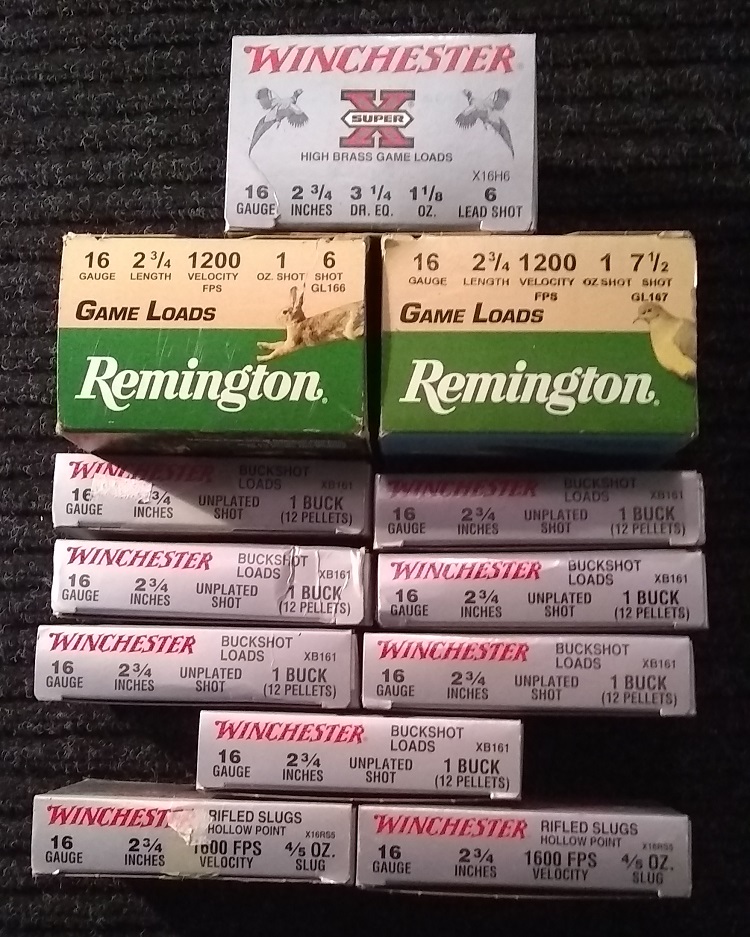 WINCHESTER
SUPER X
HIGH BRASS GAME LOADS
X16H6
16 2 3/4 3 1/4 1 1/8 6
GAUGE INCHES DR. EQ. OZ. LEAD SHOT
16 2 3/4 1200 1 6
GAUGE LENGTH VELOCITY OZ. SHOT SHOT
FPS GL166
GAME LOADS
Remington.
16 2 3/4 1200 1 7 1/2
GAUGE LENGTH VELOCITY OZ SHOT SHOT
FPS GL167
GAME LOADS
Remington.
WINCHESTER BUCKSHOT
LOADS XB161
16 2 3/4 UNPLATED 1 BUCK
INCHES SHOT (12 PELLETS)
WINCHESTER BUCKSHOT
LOADS XB161
16 2 3/4 UNPLATED 1 BUCK
GAUGE INCHES SHOT (12 PELLETS)
WINCHESTER BUCKSHOT
LOADS XB161
16 2 3/4 UNPLATED 1 BUCK
GAUGE INCHES SHOT (12 PELLETS)
WINCHESTER BUCKSHOT
LOADS XB161
16 2 3/4 UNPLATED 1 BUCK
GAUGE INCHES SHOT (12 PELLETS)
WINCHESTER BUCKSHOT
LOADS XB161
16 2 3/4 UNPLATED 1 BUCK
GAUGE INCHES SHOT (12 PELLETS)
WINCHESTER BUCKSHOT
LOADS XB161
16 2 3/4 UNPLATED 1 BUCK
GAUGE INCHES SHOT (12 PELLETS)
WINCHESTER BUCKSHOT
LOADS XB161
16 2 3/4 UNPLATED 1 BUCK
GAUGE INCHES SHOT (12 PELLETS)
WINCHEST RIFLED SLUGS
HOLLOW POINT X16RS5
16 2 3/4 1600 FPS 4/5 OZ.
GAUGE INCHES VELOCITY SLUG
WINCHESTER RIFLED SLUGS
HOLLOW POINT X16RS5
16 2 3/4 1600 FPS 4/5 OZ.
GAUGE INCHES VELOCITY SLUG